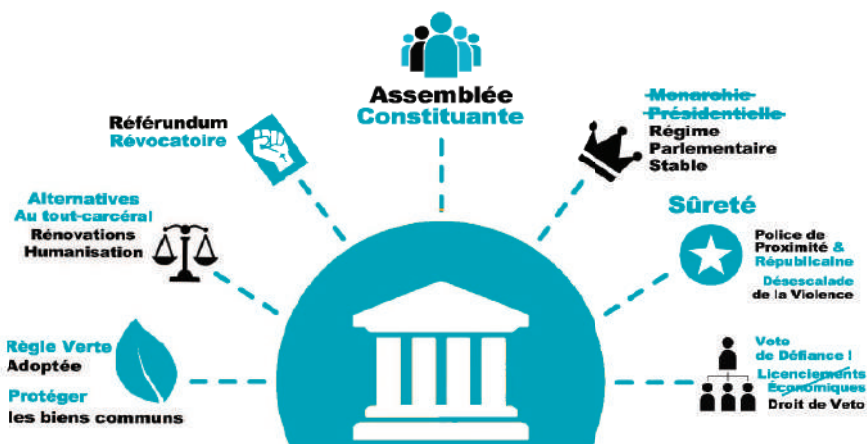 Assemblée
Constituante
Référundum
Révocatoire
Monarchie
Présidentielle
Régime
Parlementaire
Stable
Alternatives
Au tout-carcéral
Rénovations
Humanisation
Sûreté
Police de
Proximité &
Républicaine
Désescalade
de la Violence
Règle Verte
Adoptée
Protéger
les biens communs
Vote
de Défiance !
Licenciements
Économiques
Droit de Veto